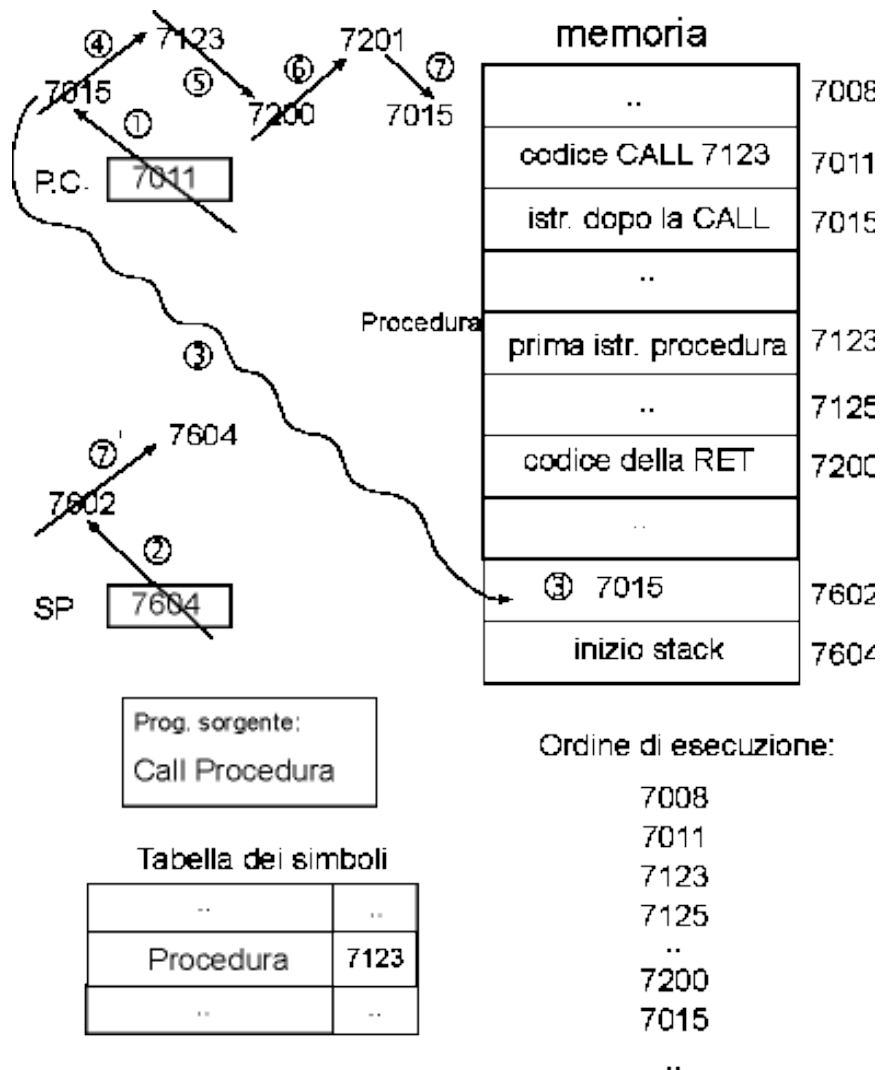 ④ 7123 7201
⑤ ⑥ ⑦
7015 7200 7015
①
P.C. 7011
③
⑦' 7604
7602
②
SP 7604
memoria
.. 7008
codice CALL 7123 7011
istr. dopo la CALL 7015
..
Procedura prima istr. procedura 7123
.. 7125
codice della RET 7200
..
③ 7015 7602
inizio stack 7604
Prog. sorgente:
Call Procedura
Tabella dei simboli
.. ..
Procedura 7123
.. ..
Ordine di esecuzione:
7008
7011
7123
7125
..
7200
7015
..